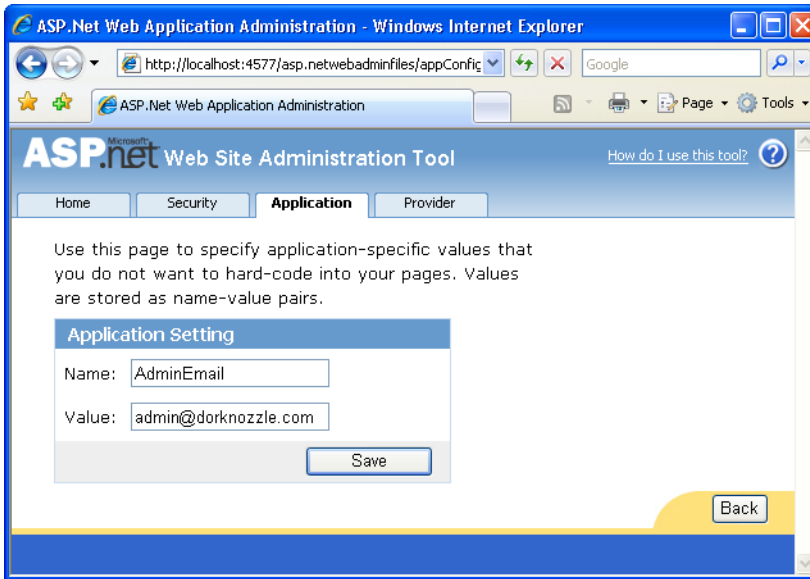 ASP.Net Web Application Administration - Windows Internet Explorer
http://localhost:4577/asp.netwebadminfiles/appConfig
Google
ASP.Net Web Application Administration
Page
Tools
Microsoft
ASP.net Web Site Administration Tool
How do I use this tool?
Home Security Application Provider
Use this page to specify application-specific values that
you do not want to hard-code into your pages. Values
are stored as name-value pairs.
Application Setting
Name: AdminEmail
Value: admin@dorknozzle.com
Save
Back